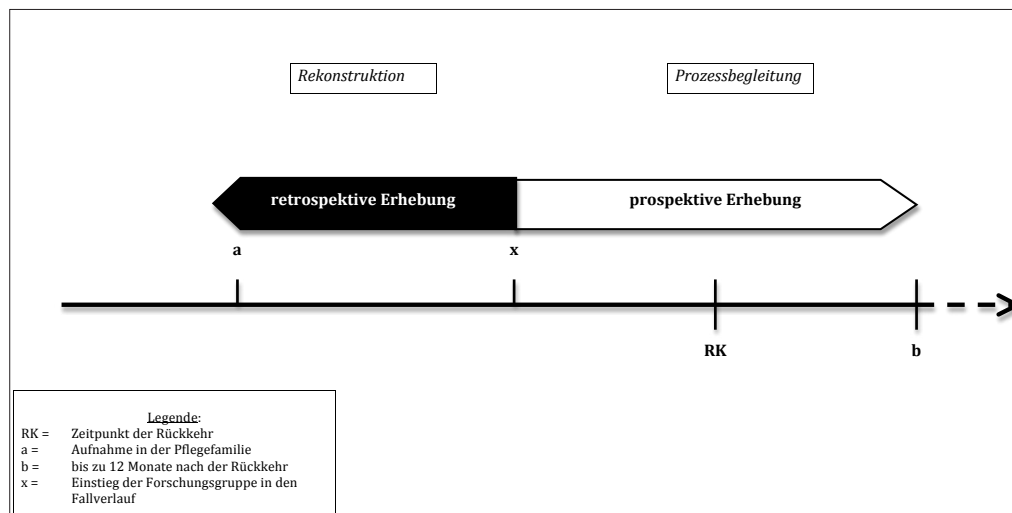 Rekonstruktion
Prozessbegleitung
retrospektive Erhebung
prospektive Erhebung
a
x
RK
b
Legende:
RK = Zeitpunkt der Rückkehr
a = Aufnahme in der Pflegefamilie
b = bis zu 12 Monate nach der Rückkehr
x = Einstieg der Forschungsgruppe in den
Fallverlauf